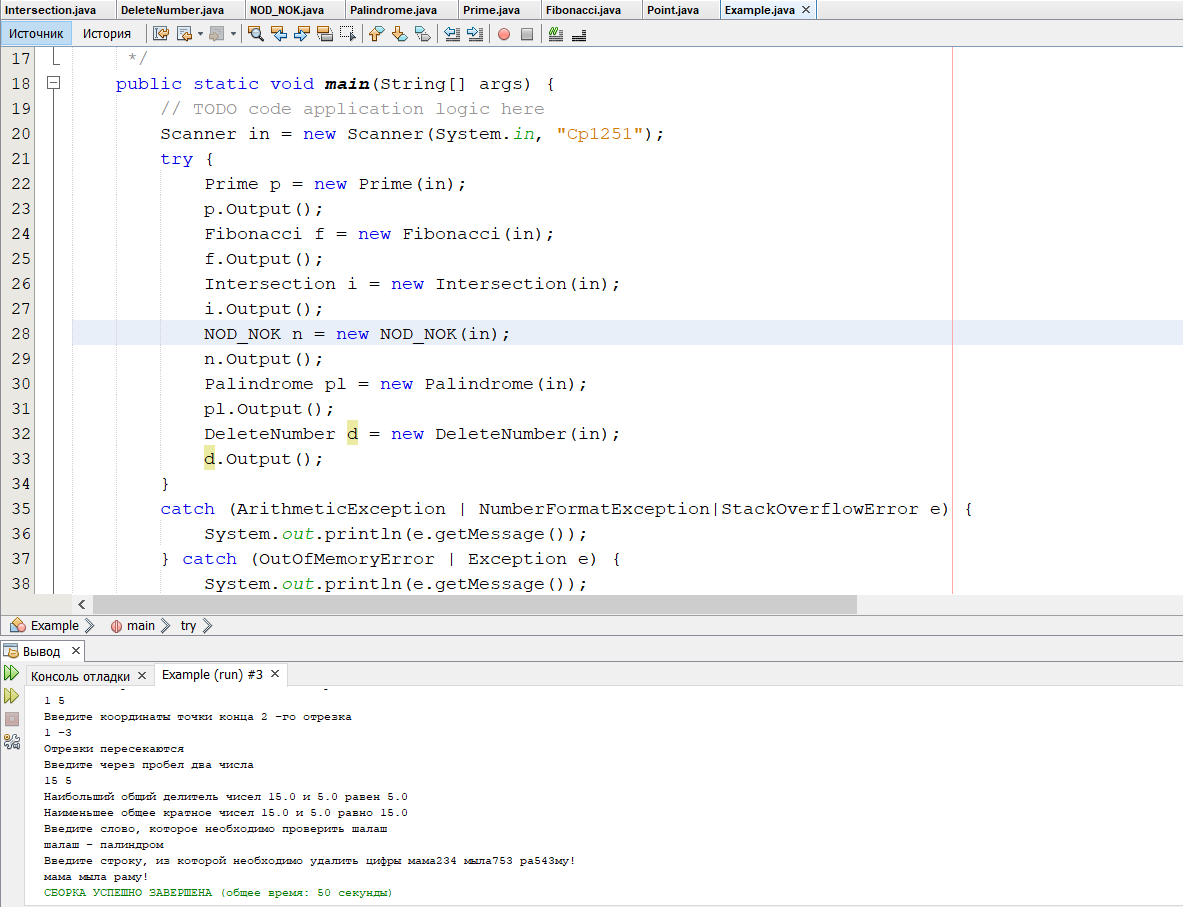 Intersection.java DeleteNumber.java NOD_NOK.java Palindrome.java Prime.java Fibonacci.java Point.java Example.java
Источник История
17 */
18 public static void main(String[] args) {
19 // TODO code application logic here
20 Scanner in = new Scanner(System.in, "Cp1251");
21 try {
22 Prime p = new Prime(in);
23 p.Output();
24 Fibonacci f = new Fibonacci(in);
25 f.Output();
26 Intersection i = new Intersection(in);
27 i.Output();
28 NOD_NOK n = new NOD_NOK(in);
29 n.Output();
30 Palindrome pl = new Palindrome(in);
31 pl.Output();
32 DeleteNumber d = new DeleteNumber(in);
33 d.Output();
34 }
35 catch (ArithmeticException | NumberFormatException|StackOverflowError e) {
36 System.out.println(e.getMessage());
37 } catch (OutOfMemoryError | Exception e) {
38 System.out.println(e.getMessage());
Example main try
Вывод
Консоль отладки Example (run) #3
1 5
Введите координаты точки конца 2 -го отрезка
1 -3
Отрезки пересекаются
Введите через пробел два числа
15 5
Наибольший общий делитель чисел 15.0 и 5.0 равен 5.0
Наименьшее общее кратное чисел 15.0 и 5.0 равно 15.0
Введите слово, которое необходимо проверить шалаш
шалаш - палиндром
Введите строку, из которой необходимо удалить цифры мама234 мыла753 ра543му!
мама мыла раму!
СБОРКА УСПЕШНО ЗАВЕРШЕНА (общее время: 50 секунды)